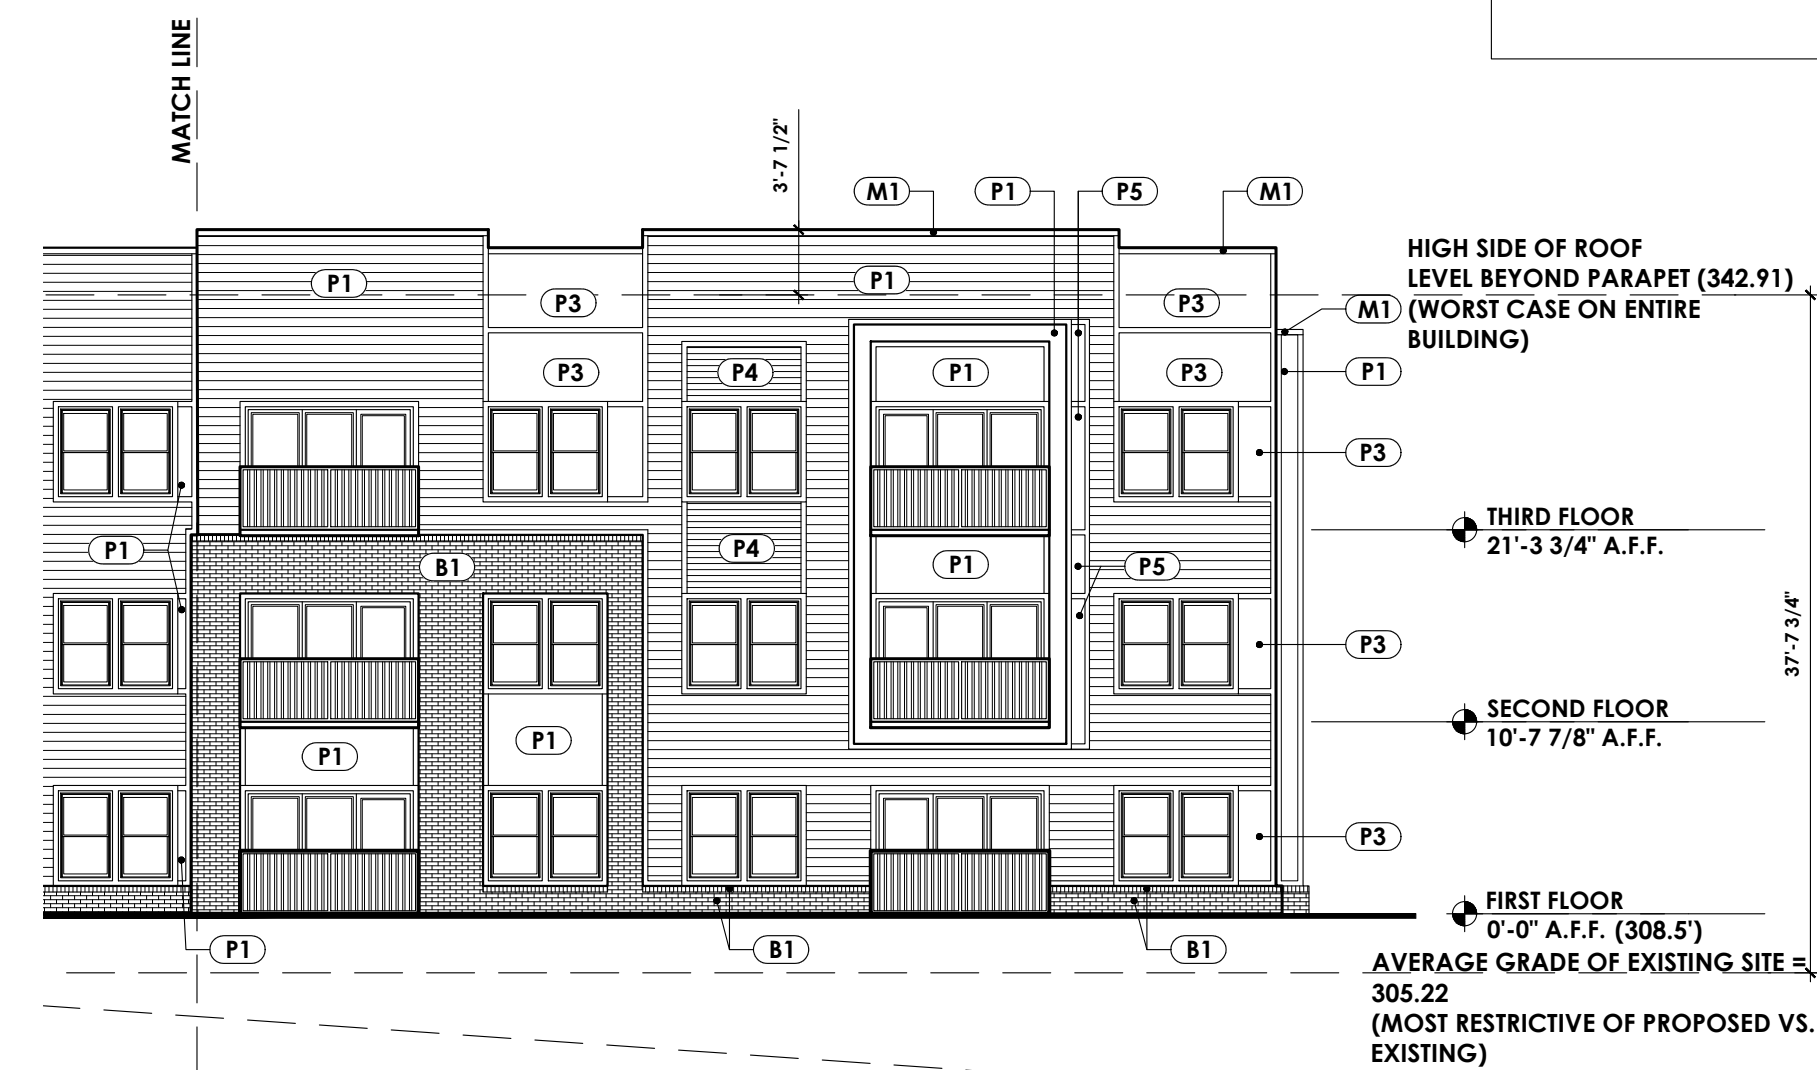 MATCH LINE
3'-7 1/2"
M1
P1
P5
M1
HIGH SIDE OF ROOF
LEVEL BEYOND PARAPET (342.91)
(WORST CASE ON ENTIRE
BUILDING)
P1
P1
P3
P3
M1
P3
P4
P1
P3
P1
P3
THIRD FLOOR
21'-3 3/4" A.F.F.
P1
B1
P4
P1
P5
37'-7 3/4"
P3
SECOND FLOOR
10'-7 7/8" A.F.F.
P1
P1
P3
FIRST FLOOR
0'-0" A.F.F. (308.5')
P1
B1
B1
AVERAGE GRADE OF EXISTING SITE =
305.22
(MOST RESTRICTIVE OF PROPOSED VS.
EXISTING)